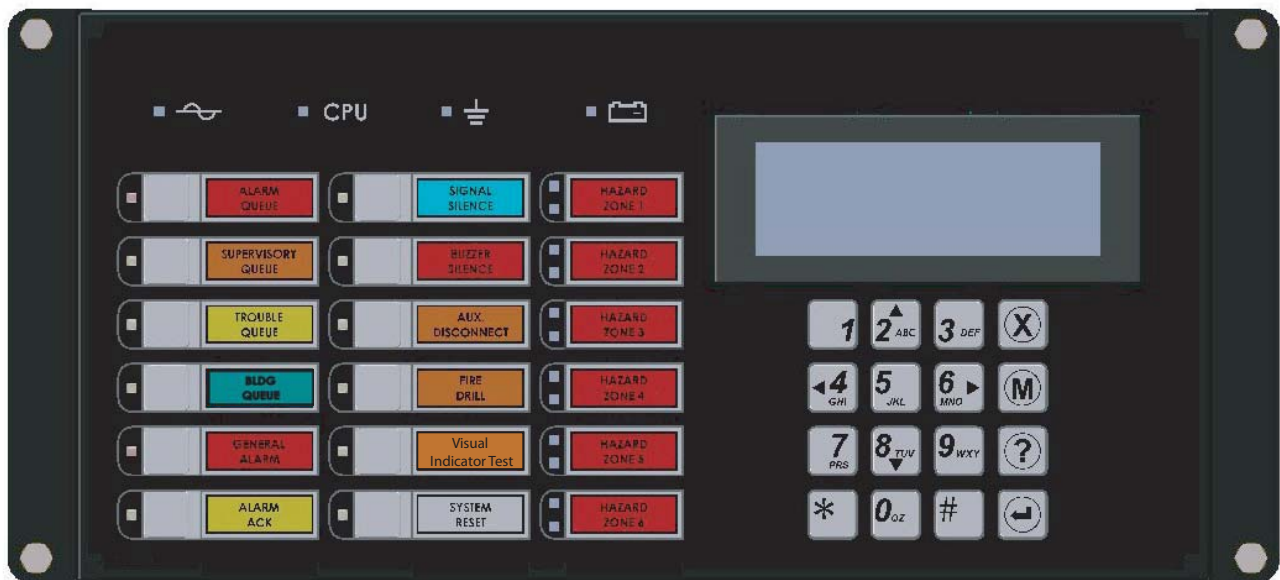 CPU
ALARM
QUEUE
SIGNAL
SILENCE
HAZARD
ZONE 1
SUPERVISORY
QUEUE
BUZZER
SILENCE
HAZARD
ZONE 2
TROUBLE
QUEUE
AUX.
DISCONNECT
HAZARD
ZONE 3
BLDG
QUEUE
FIRE
DRILL
HAZARD
ZONE 4
GENERAL
ALARM
Visual
Indicator Test
HAZARD
ZONE 5
ALARM
ACK
SYSTEM
RESET
HAZARD
ZONE 6
1 2 ABC 3 DEF X
4 GHI 5 JKL 6 MNO M
7 PRS 8 TUV 9 WXY ?
* 0 OZ #